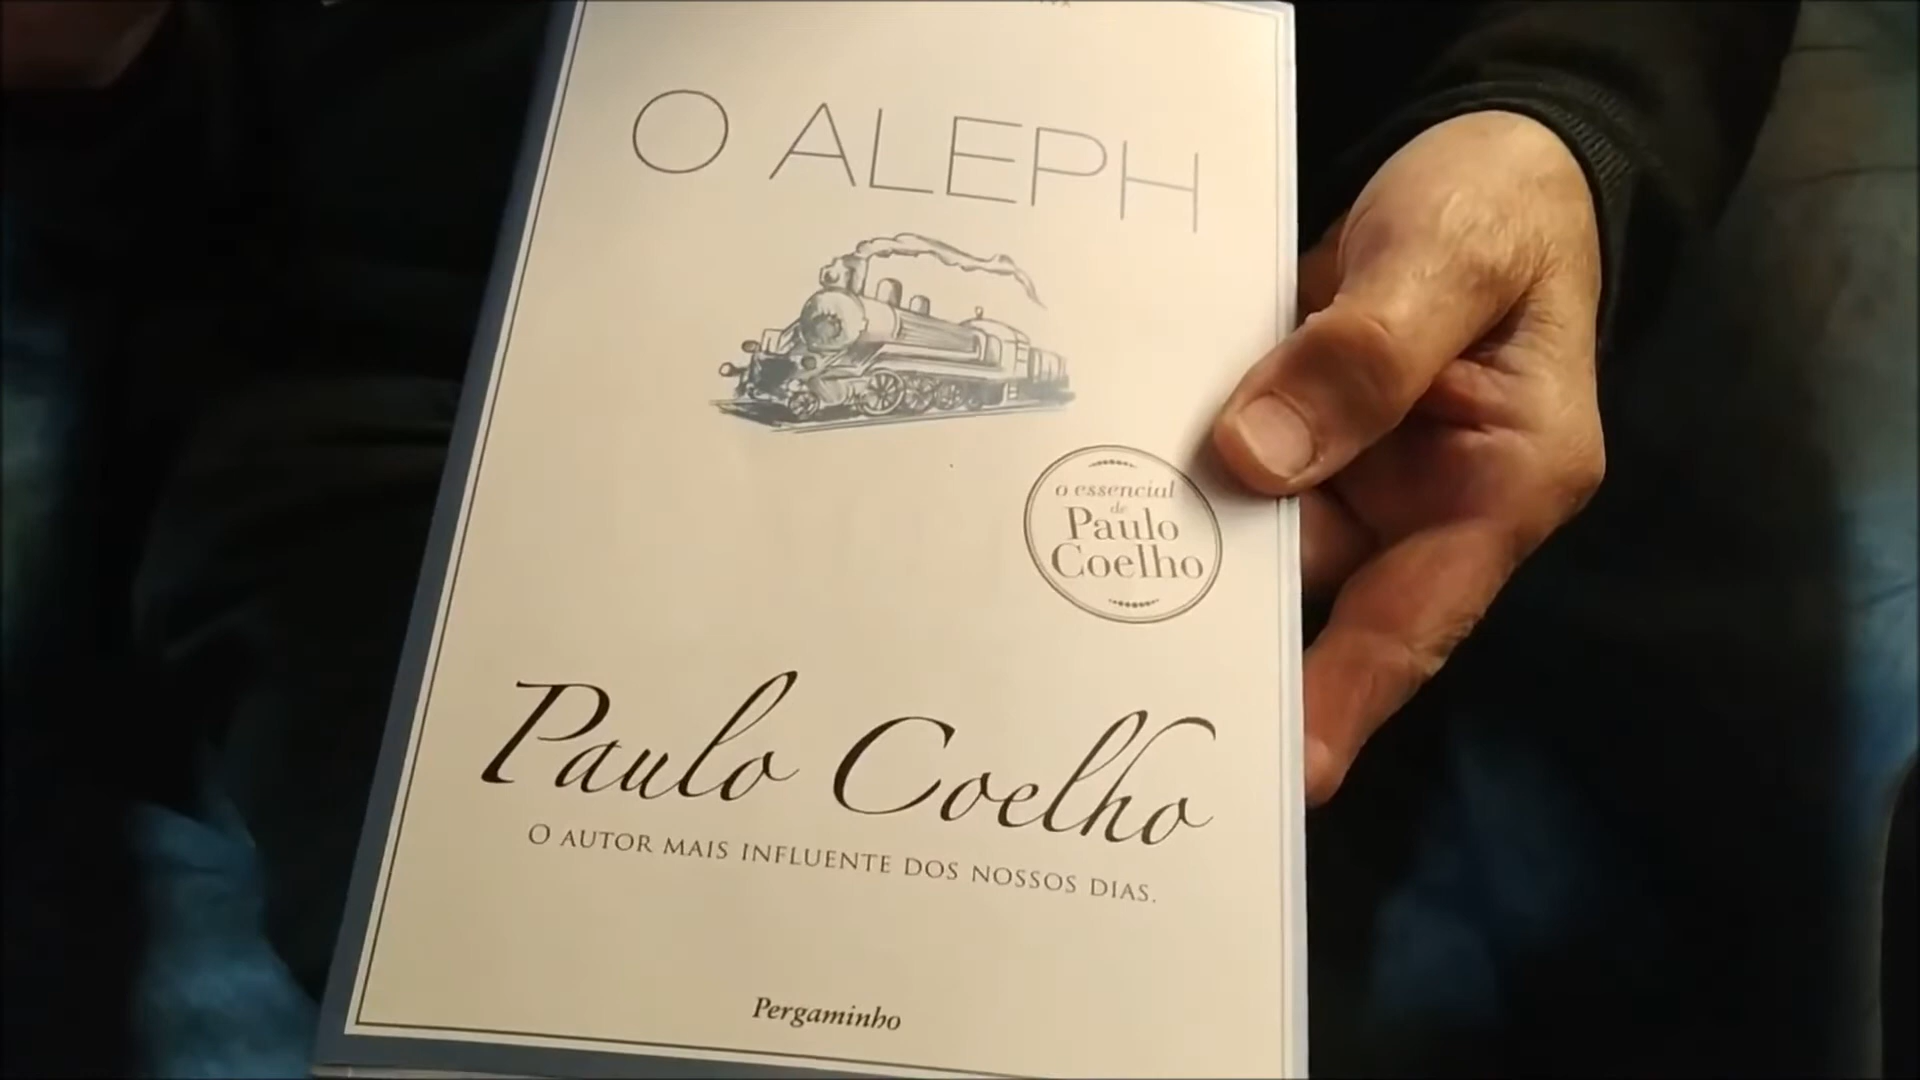 O ALEPH
o essencial
de
Paulo
Coelho
Paulo Coelho
O AUTOR MAIS INFLUENTE DOS NOSSOS DIAS.
Pergaminho